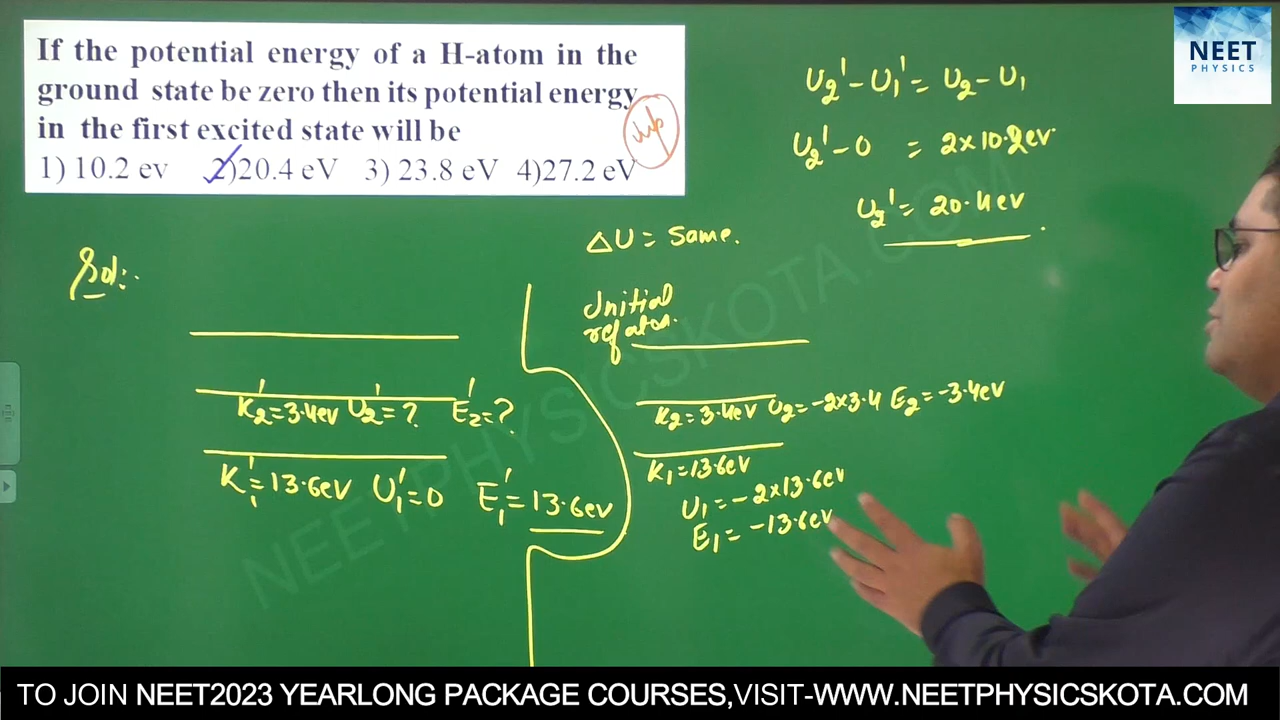 If the potential energy of a H-atom in the
ground state be zero then its potential energy
in the first excited state will be
1) 10.2 ev 2)20.4 eV 3) 23.8 eV 4)27.2 eV
Imp
NEET
PHYSICS
U₂' - U₁' = U₂ - U₁
U₂' - 0 = 2×10.2ev
U₂' = 20.4ev
ΔU = Same.
Sol:.
Initial
K₂' = 3.4ev U₂' = ? E₂' = ?
K₁' = 13.6eV U₁' = 0 E₁' = 13.6ev
K₂ = 3.4ev U₂ = -2×3.4 E₂ = -3.4eV
K₁ = 13.6eV
U₁ = -2×13.6eV
E₁ = -13.6eV
NEETPHYSICSKOTA.COM
TO JOIN NEET2023 YEARLONG PACKAGE COURSES,VISIT-WWW.NEETPHYSICSKOTA.COM